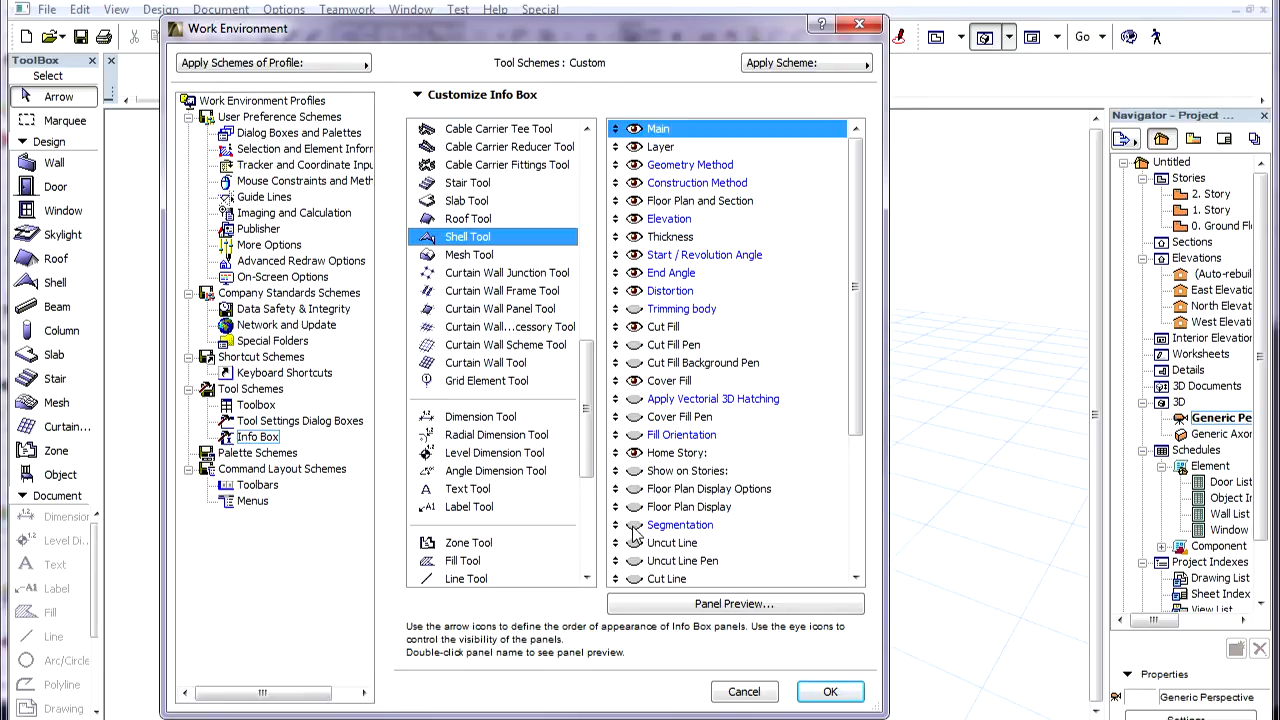 File Edit View Design Document Options Teamwork Window Test Help Special
Work Environment
Go
ToolBox
Select
Arrow
Marquee
Design
Wall
Door
Window
Skylight
Roof
Shell
Beam
Column
Slab
Stair
Mesh
Curtain...
Zone
Object
Document
Dimension
Level Di...
Text
Label
Fill
Line
Arc/Circle
Polyline
Drawing
Apply Schemes of Profile:
Tool Schemes : Custom
Apply Scheme:
Work Environment Profiles
User Preference Schemes
Dialog Boxes and Palettes
Selection and Element Inforr
Tracker and Coordinate Inpu
Mouse Constraints and Meth
Guide Lines
Imaging and Calculation
Publisher
More Options
Advanced Redraw Options
On-Screen Options
Company Standards Schemes
Data Safety & Integrity
Network and Update
Special Folders
Shortcut Schemes
Keyboard Shortcuts
Tool Schemes
Toolbox
Tool Settings Dialog Boxes
Info Box
Palette Schemes
Command Layout Schemes
Toolbars
Menus
Customize Info Box
Cable Carrier Tee Tool
Cable Carrier Reducer Tool
Cable Carrier Fittings Tool
Stair Tool
Slab Tool
Roof Tool
Shell Tool
Mesh Tool
Curtain Wall Junction Tool
Curtain Wall Frame Tool
Curtain Wall Panel Tool
Curtain Wall...cessory Tool
Curtain Wall Scheme Tool
Curtain Wall Tool
Grid Element Tool
Dimension Tool
Radial Dimension Tool
Level Dimension Tool
Angle Dimension Tool
Text Tool
Label Tool
Zone Tool
Fill Tool
Line Tool
Main
Layer
Geometry Method
Construction Method
Floor Plan and Section
Elevation
Thickness
Start / Revolution Angle
End Angle
Distortion
Trimming body
Cut Fill
Cut Fill Pen
Cut Fill Background Pen
Cover Fill
Apply Vectorial 3D Hatching
Cover Fill Pen
Fill Orientation
Home Story:
Show on Stories:
Floor Plan Display Options
Floor Plan Display
Segmentation
Uncut Line
Uncut Line Pen
Cut Line
Panel Preview...
Use the arrow icons to define the order of appearance of Info Box panels. Use the eye icons to
control the visibility of the panels.
Double-click panel name to see panel preview.
Cancel
OK
Navigator - Project ...
Untitled
Stories
2. Story
1. Story
0. Ground Fl
Sections
Elevations
(Auto-rebuil
East Elevatio
North Elevat
West Elevati
Interior Elevation
Worksheets
Details
3D Documents
3D
Generic Pe
Generic Axor
Schedules
Element
Door List
Object In
Wall List
Window
Component
Project Indexes
Drawing List
Sheet Index
View List
Properties
Generic Perspective
Settings